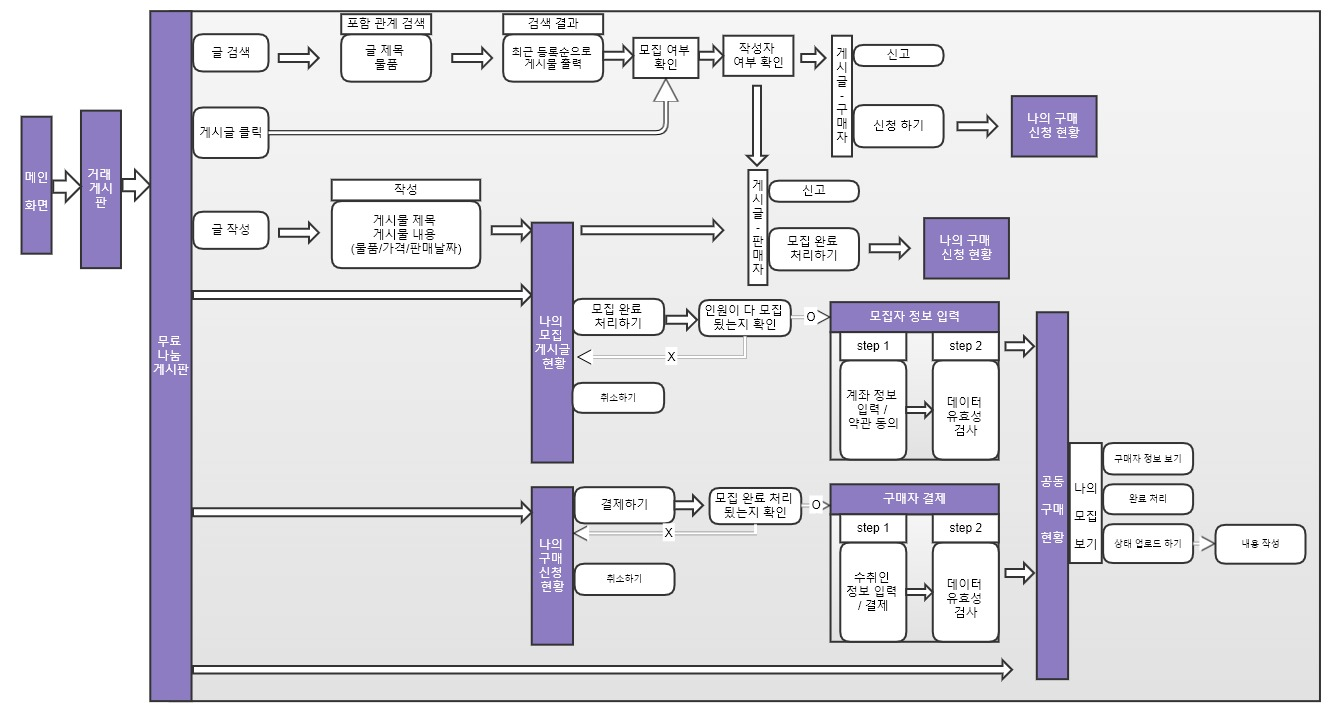 메인
화면
거래
게시
판
무료
나눔
게시판
글 검색
포함 관계 검색
글 제목
물품
검색 결과
최근 등록순으로
게시물 출력
모집 여부
확인
작성자
여부 확인
게
시
글
-
구
매
자
신고
신청 하기
나의 구매
신청 현황
게시글 클릭
글 작성
작성
게시물 제목
게시물 내용
(물품/가격/판매날짜)
게
시
글
-
판
매
자
신고
모집 완료
처리하기
나의 구매
신청 현황
나의
모집
게시글
현황
모집 완료
처리하기
인원이 다 모집
됬는지 확인
O
X
취소하기
모집자 정보 입력
step 1
계좌 정보
입력 /
약관 동의
step 2
데이터
유효성
검사
나의
구매
신청
현황
결제하기
모집 완료 처리
됬는지 확인
O
X
취소하기
구매자 결제
step 1
수취인
정보 입력
/ 결제
step 2
데이터
유효성
검사
공동
구매
현황
나의
모집
보기
구매자 정보 보기
완료 처리
상태 업로드 하기
내용 작성